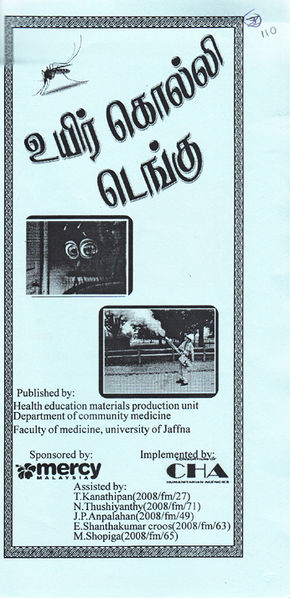 110
உயிர் கொல்லி
டெங்கு
Published by:
Health education materials production unit
Department of community medicine
Faculty of medicine, university of Jaffna
Sponsored by:
Implemented by:
mercy
MALAYSIA
CHA
HUMANITARIAN AGENCIES
Assisted by:
T.Kanathipan(2008/fm/27)
N.Thushiyanthy(2008/fm/71)
J.P.Anpalahan(2008/fm/49)
E.Shanthakumar croos(2008/fm/63)
M.Shopiga(2008/fm/65)